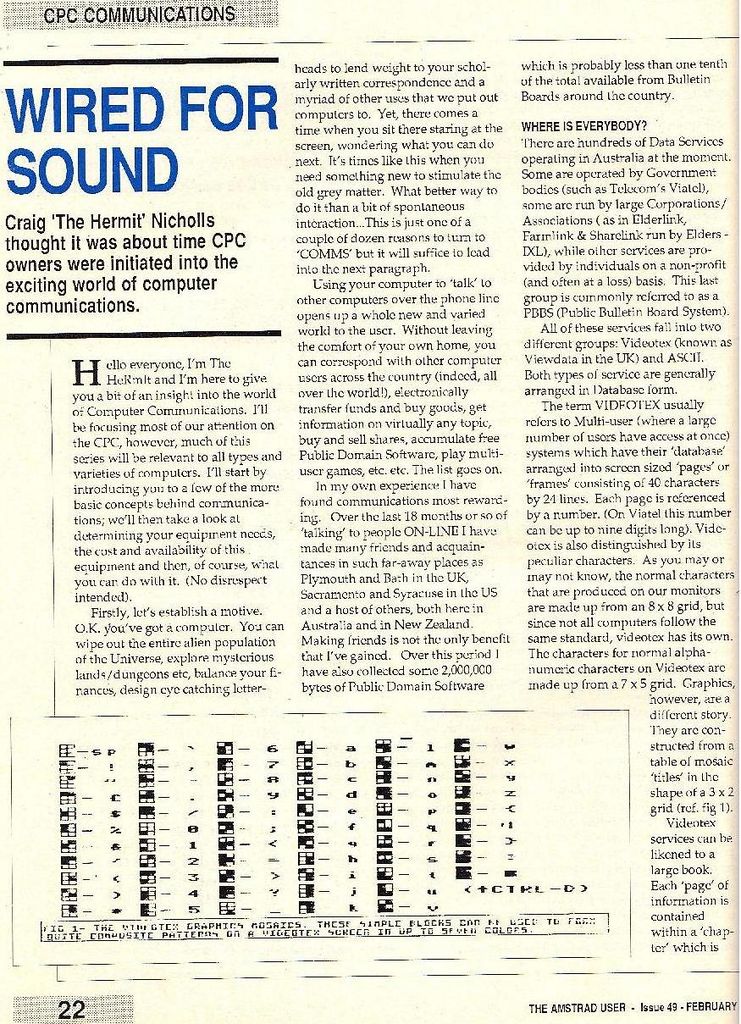 CPC COMMUNICATIONS
WIRED FOR
SOUND
Craig 'The Hermit' Nicholls
thought it was about time CPC
owners were initiated into the
exciting world of computer
communications.
Hello everyone, I'm The
HeRmIt and I'm here to give
you a bit of an insight into the world
of Computer Communications. I'll
be focusing most of our attention on
the CPC, however, much of this
series will be relevant to all types and
varieties of computers. I'll start by
introducing you to a few of the more
basic concepts behind communica-
tions; we'll then take a look at
determining your equipment needs,
the cost and availability of this
equipment and then, of course, what
you can do with it. (No disrespect
intended).
Firstly, let's establish a motive.
O.K. you've got a computer. You can
wipe out the entire alien population
of the Universe, explore mysterious
lands/dungeons etc, balance your fi-
nances, design eye catching letter-
heads to lend weight to your schol-
arly written correspondence and a
myriad of other uses that we put out
computers to. Yet, there comes a
time when you sit there staring at the
screen, wondering what you can do
next. It's times like this when you
need something new to stimulate the
old grey matter. What better way to
do it than a bit of spontaneous
interaction...This is just one of a
couple of dozen reasons to turn to
'COMMS' but it will suffice to lead
into the next paragraph.
Using your computer to 'talk' to
other computers over the phone line
opens up a whole new and varied
world to the user. Without leaving
the comfort of your own home, you
can correspond with other computer
users across the country (indeed, all
over the world!), electronically
transfer funds and buy goods, get
information on virtually any topic,
buy and sell shares, accumulate free
Public Domain Software, play multi-
user games, etc. etc. The list goes on.
In my own experience I have
found communications most reward-
ing. Over the last 18 months or so of
'talking' to people ON-LINE I have
made many friends and acquain-
tances in such far-away places as
Plymouth and Bath in the UK,
Sacramento and Syracuse in the US
and a host of others, both here in
Australia and in New Zealand.
Making friends is not the only benefit
that I've gained. Over this period I
have also collected some 2,000,000
bytes of Public Domain Software
which is probably less than one tenth
of the total available from Bulletin
Boards around the country.
WHERE IS EVERYBODY?
There are hundreds of Data Services
operating in Australia at the moment.
Some are operated by Government
bodies (such as Telecom's Viatel),
some are run by large Corporations/
Associations ( as in Elderlink,
Farmlink & Sharelink run by Elders -
IXL), while other services are pro-
vided by individuals on a non-profit
(and often at a loss) basis. This last
group is commonly referred to as a
PBBS (Public Bulletin Board System).
All of these services fall into two
different groups: Videotex (known as
Viewdata in the UK) and ASCII.
Both types of service are generally
arranged in Database form.
The term VIDEOTEX usually
refers to Multi-user (where a large
number of users have access at once)
systems which have their 'database'
arranged into screen sized 'pages' or
'frames' consisting of 40 characters
by 24 lines. Each page is referenced
by a number. (On Viatel this number
can be up to nine digits long). Vide-
otex is also distinguished by its
peculiar characters. As you may or
may not know, the normal characters
that are produced on our monitors
are made up from an 8 x 8 grid, but
since not all computers follow the
same standard, videotex has its own.
The characters for normal alpha-
numeric characters on Videotex are
made up from a 7 x 5 grid. Graphics,
however, are a
different story.
They are con-
structed from a
table of mosaic
'titles' in the
shape of a 3 x 2
grid (ref. fig 1).
Videotex
services can be
likened to a
large book.
Each 'page' of
information is
contained
within a 'chap-
ter' which is
FIG 1- THE VIDEOTEX GRAPHICS MOSAICS. THESE SIMPLE BLOCKS CAN BE USED TO FORM
QUITE COMPOSITE PATTERNS ON A VIDEOTEX SCREEN IN UP TO SEVEN COLORS.
22
THE AMSTRAD USER - Issue 49 - FEBRUARY